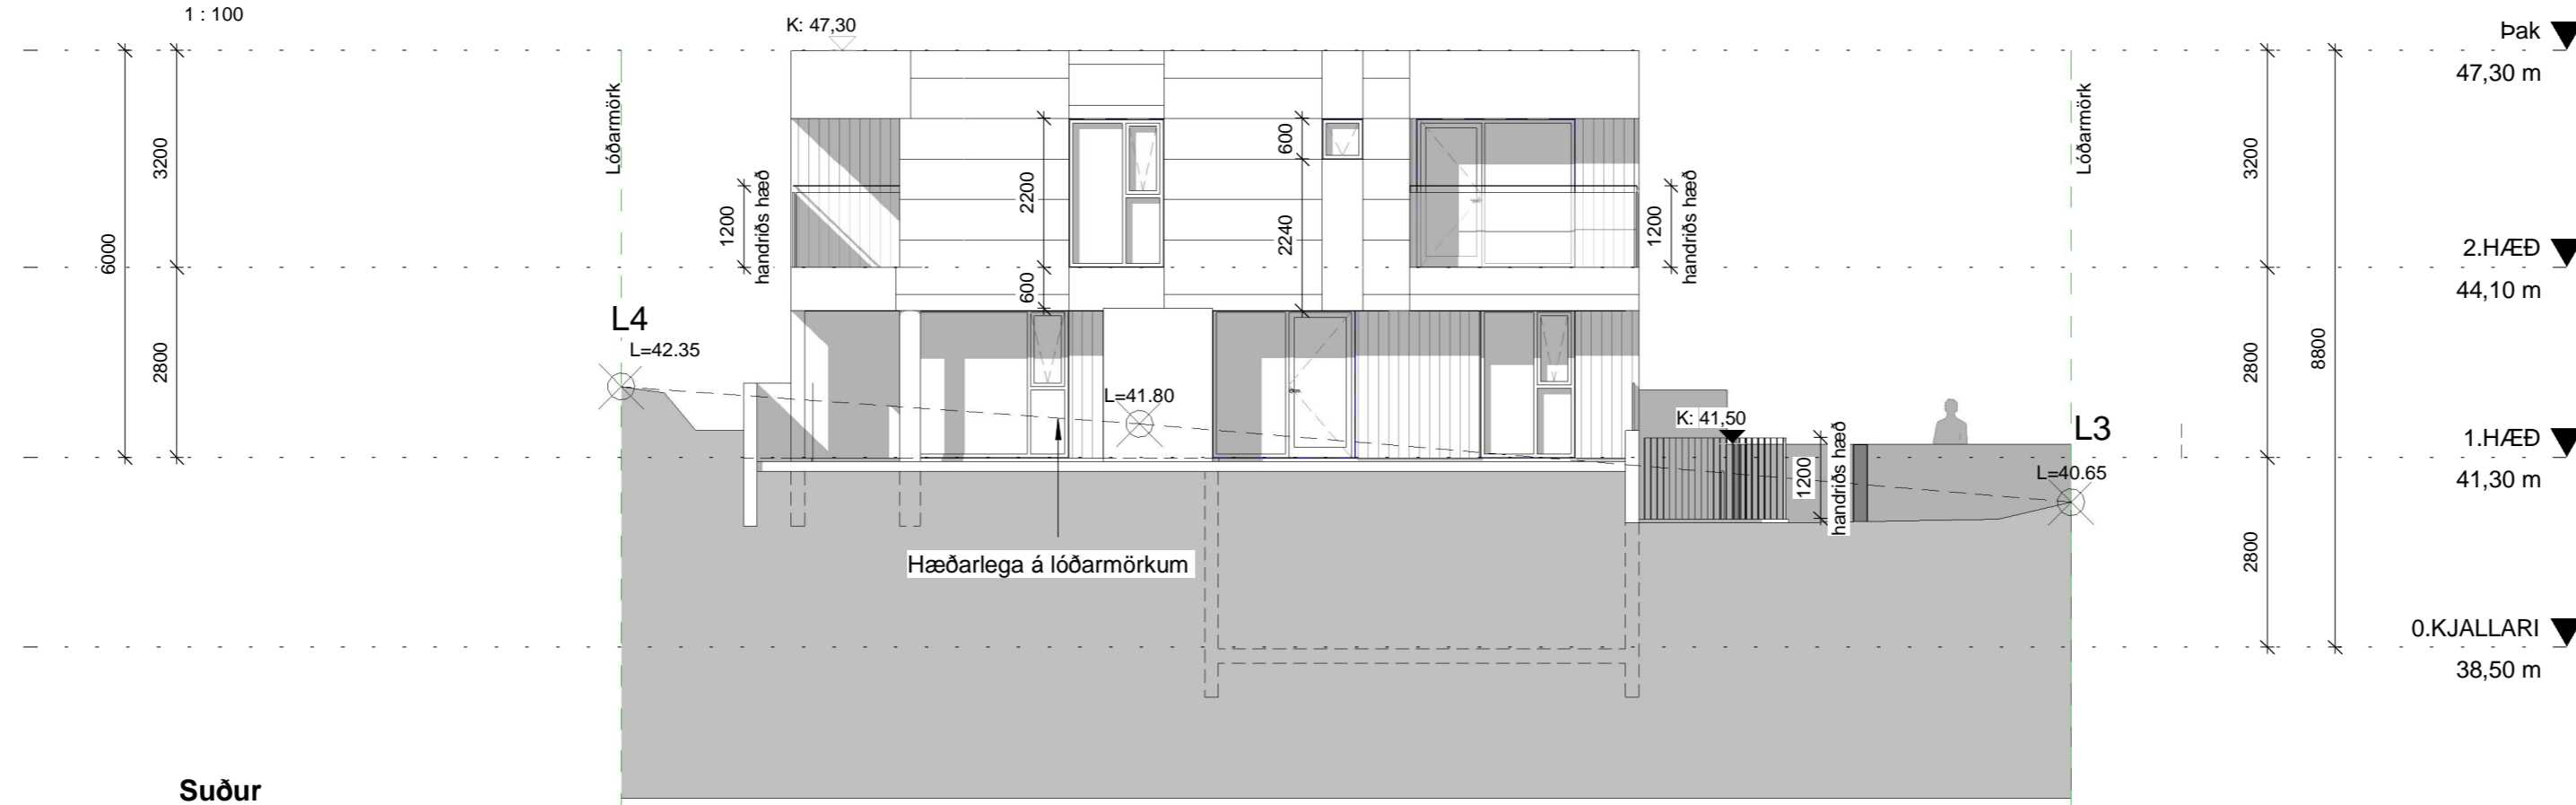 1 : 100
K: 47,30
Þak
47,30 m
Lóðarmörk
Lóðarmörk
3200
6000
2800
1200
handriðs hæð
2200
600
600
2240
1200
handriðs hæð
3200
2800
8800
2800
2.HÆÐ
44,10 m
L4
L=42.35
L=41.80
K: 41,50
L3
L=40.65
1200
handriðs hæð
1.HÆÐ
41,30 m
Hæðarlega á lóðarmörkum
0.KJALLARI
38,50 m
Suður